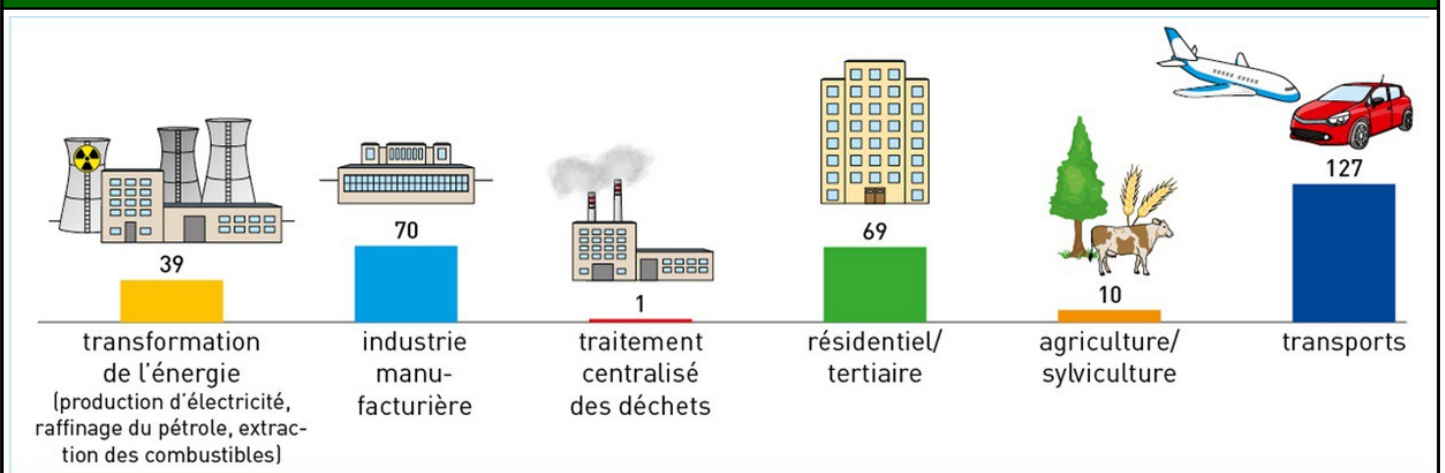 39
transformation
de l'énergie
(production d'électricité,
raffinage du pétrole, extrac-
tion des combustibles)
70
industrie
manu-
facturière
1
traitement
centralisé
des déchets
69
résidentiel/
tertiaire
10
agriculture/
sylviculture
127
transports